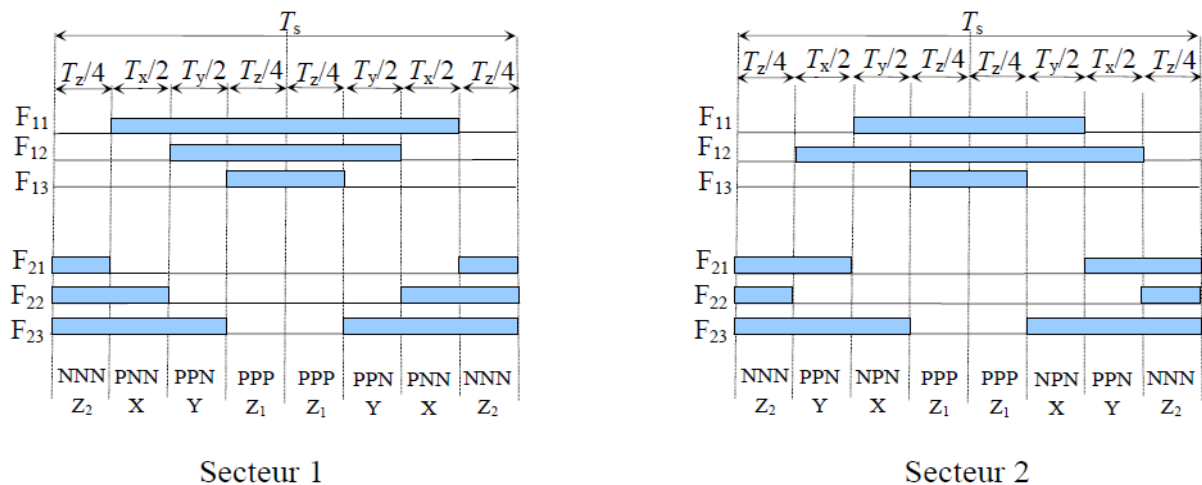 Ts Ts
Tz/4 Tx/2 Ty/2 Tz/4 Tz/4 Ty/2 Tx/2 Tz/4 Tz/4 Tx/2 Ty/2 Tz/4 Tz/4 Ty/2 Tx/2 Tz/4
F11 F11
F12 F12
F13 F13
F21 F21
F22 F22
F23 F23
NNN PNN PPN PPP PPP PPN PNN NNN NNN PPN NPN PPP PPP NPN PPN NNN
Z2 X Y Z1 Z1 Y X Z2 Z2 Y X Z1 Z1 X Y Z2
Secteur 1 Secteur 2